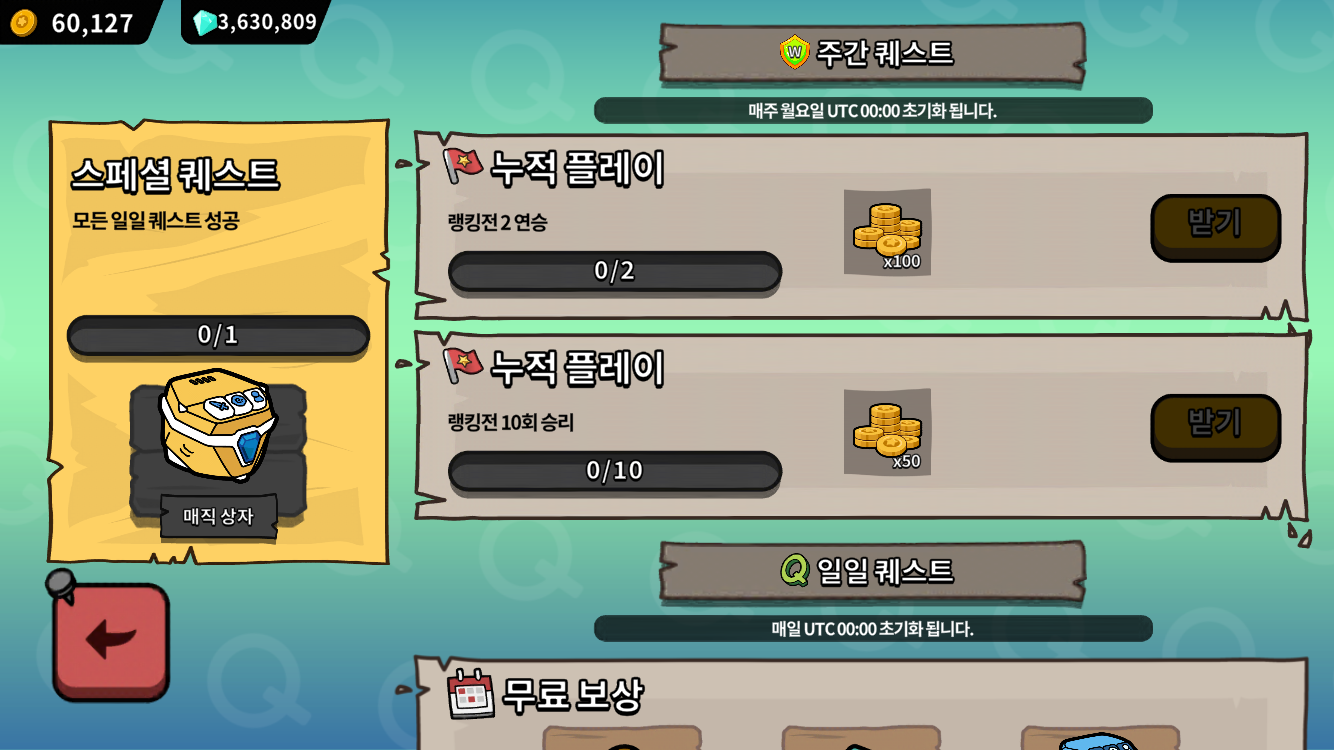 60,127
3,630,809
W 주간 퀘스트
매주 월요일 UTC 00:00 초기화 됩니다.
스페셜 퀘스트
모든 일일 퀘스트 성공
0/1
매직 상자
누적 플레이
랭킹전 2 연승
0/2
x100
받기
누적 플레이
랭킹전 10회 승리
0/10
x50
받기
Q 일일 퀘스트
매일 UTC 00:00 초기화 됩니다.
무료 보상